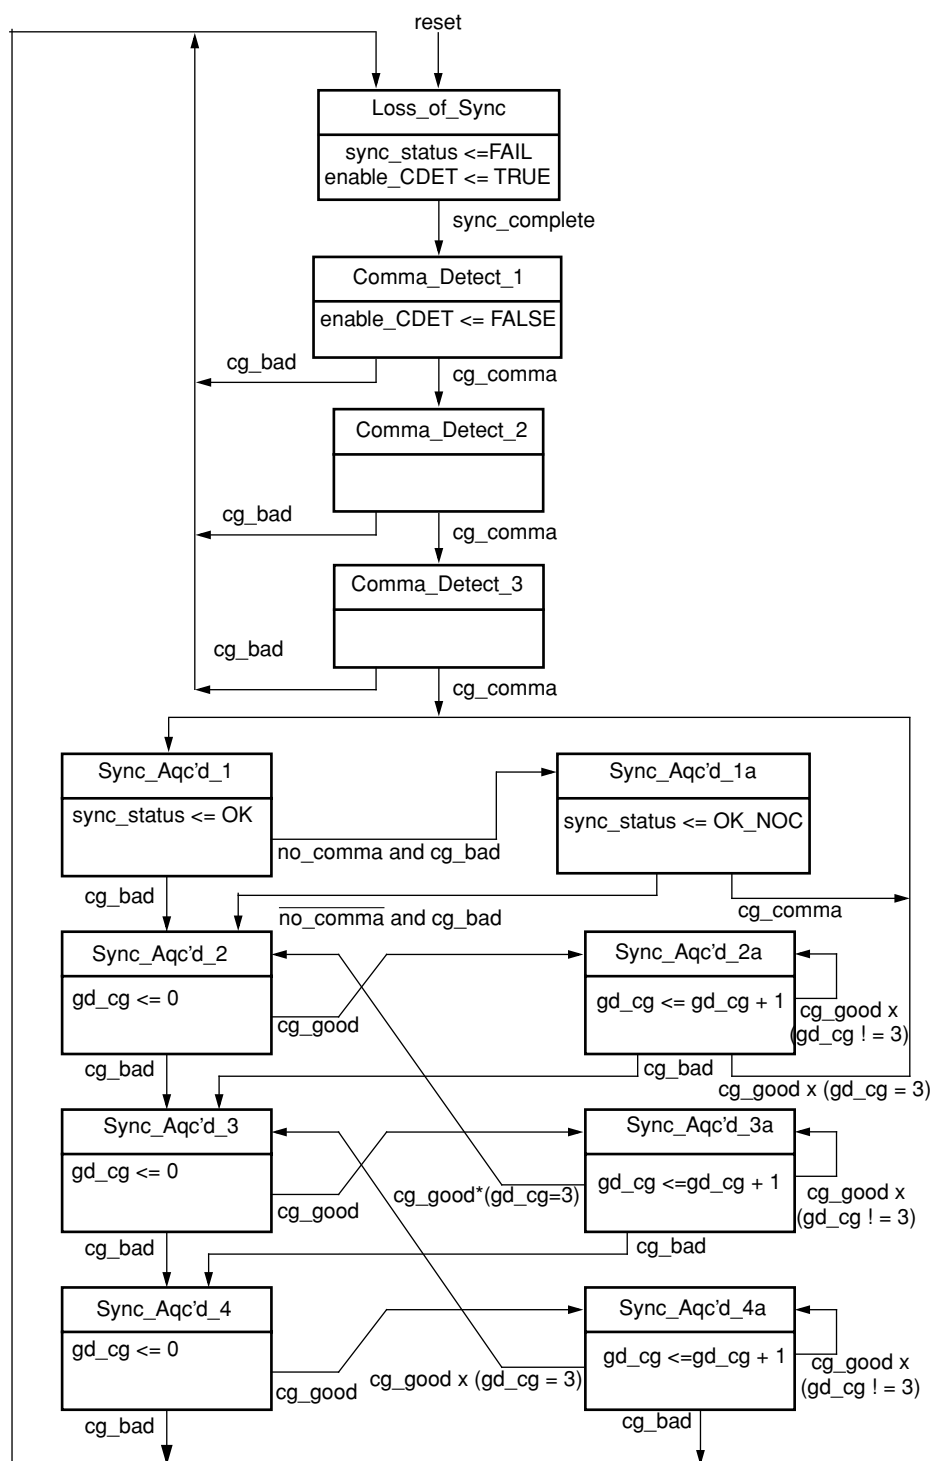 reset
Loss_of_Sync
sync_status <=FAIL
enable_CDET <= TRUE
sync_complete
Comma_Detect_1
enable_CDET <= FALSE
cg_bad
cg_comma
Comma_Detect_2
cg_bad
cg_comma
Comma_Detect_3
cg_bad
cg_comma
Sync_Aqc'd_1
Sync_Aqc'd_1a
sync_status <= OK
sync_status <= OK_NOC
no_comma and cg_bad
cg_bad
cg_comma
no_comma and cg_bad
Sync_Aqc'd_2
Sync_Aqc'd_2a
gd_cg <= 0
gd_cg <= gd_cg + 1
cg_good
cg_good x
(gd_cg ! = 3)
cg_bad
cg_bad
cg_good x (gd_cg = 3)
Sync_Aqc'd_3
Sync_Aqc'd_3a
gd_cg <= 0
gd_cg <=gd_cg + 1
cg_good
cg_good*(gd_cg=3)
cg_good x
(gd_cg ! = 3)
cg_bad
cg_bad
Sync_Aqc'd_4
Sync_Aqc'd_4a
gd_cg <= 0
gd_cg <=gd_cg + 1
cg_good
cg_good x (gd_cg = 3)
cg_good x
(gd_cg ! = 3)
cg_bad
cg_bad